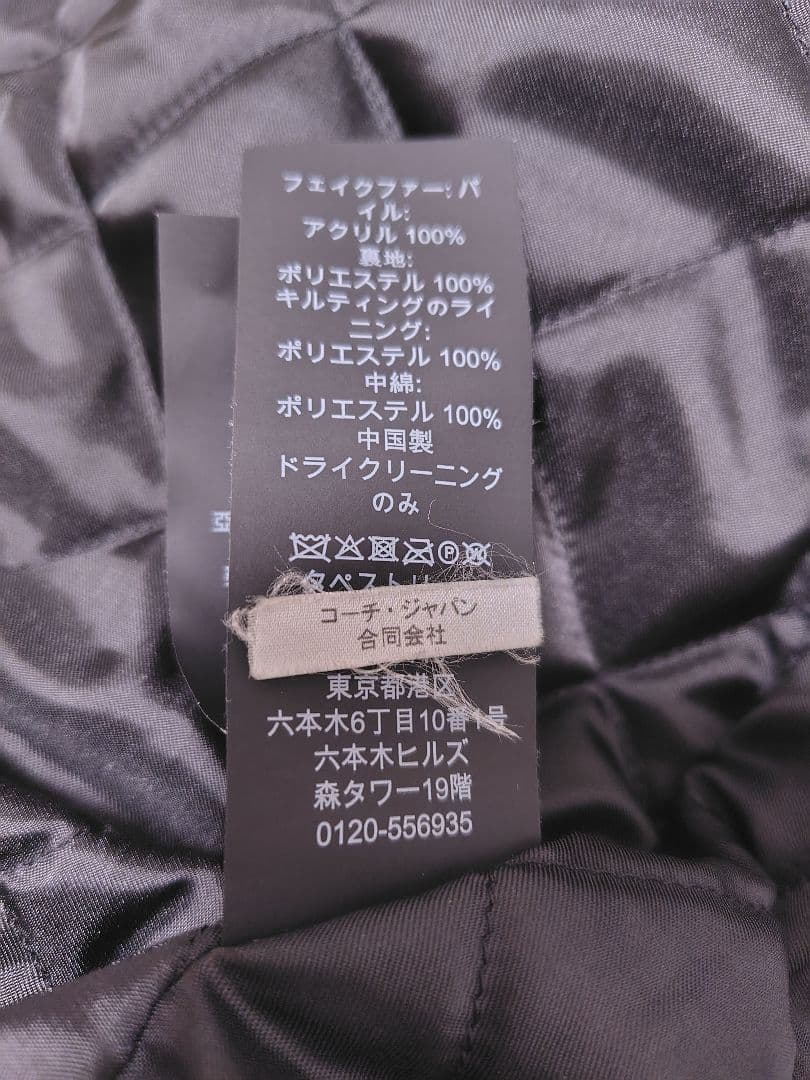 フェイクファー: パ
イル:
アクリル 100%
裏地:
ポリエステル 100%
キルティングのライ
ニング:
ポリエステル 100%
中綿:
ポリエステル 100%
中国製
ドライクリーニング
のみ
コーチ・ジャパン
合同会社
東京都港区
六本木6丁目10番1号
六本木ヒルズ
森タワー19階
0120-556935
亞